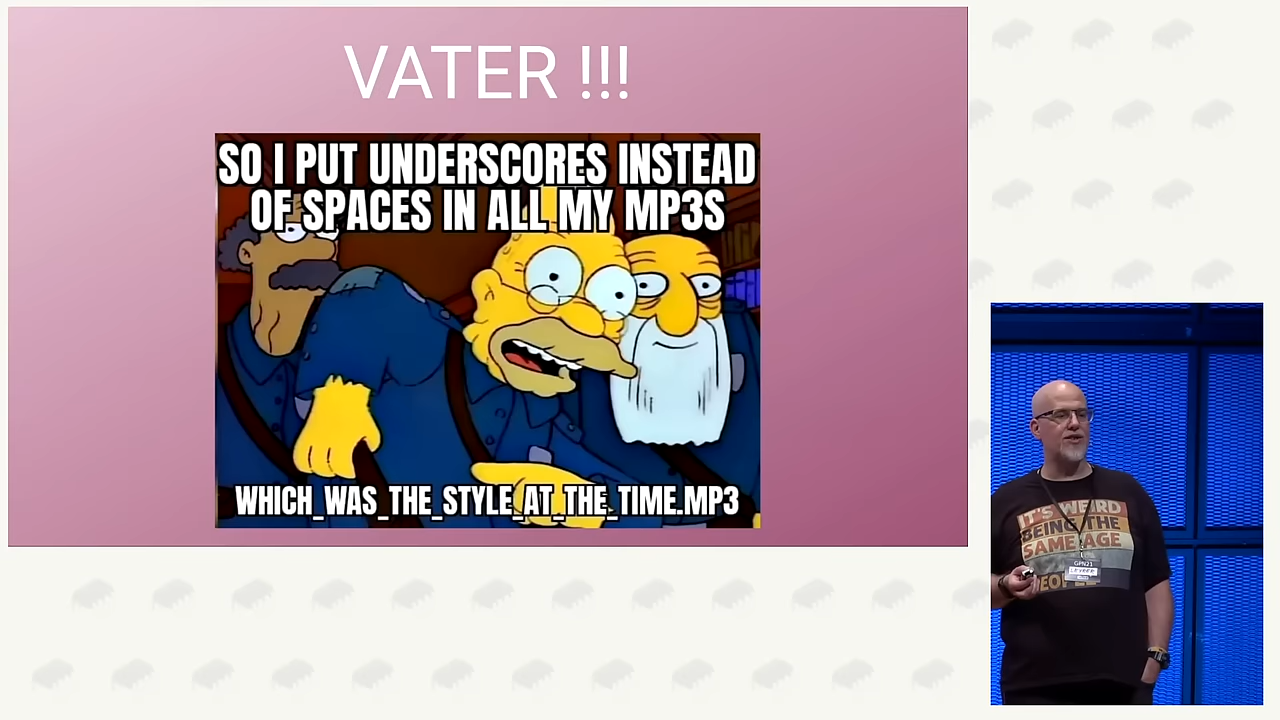 VATER !!!
SO I PUT UNDERSCORES INSTEAD
OF SPACES IN ALL MY MP3S
WHICH_WAS_THE_STYLE_AT_THE_TIME.MP3
IT'S WEIRD
BEING THE
SAME AGE
GPN21